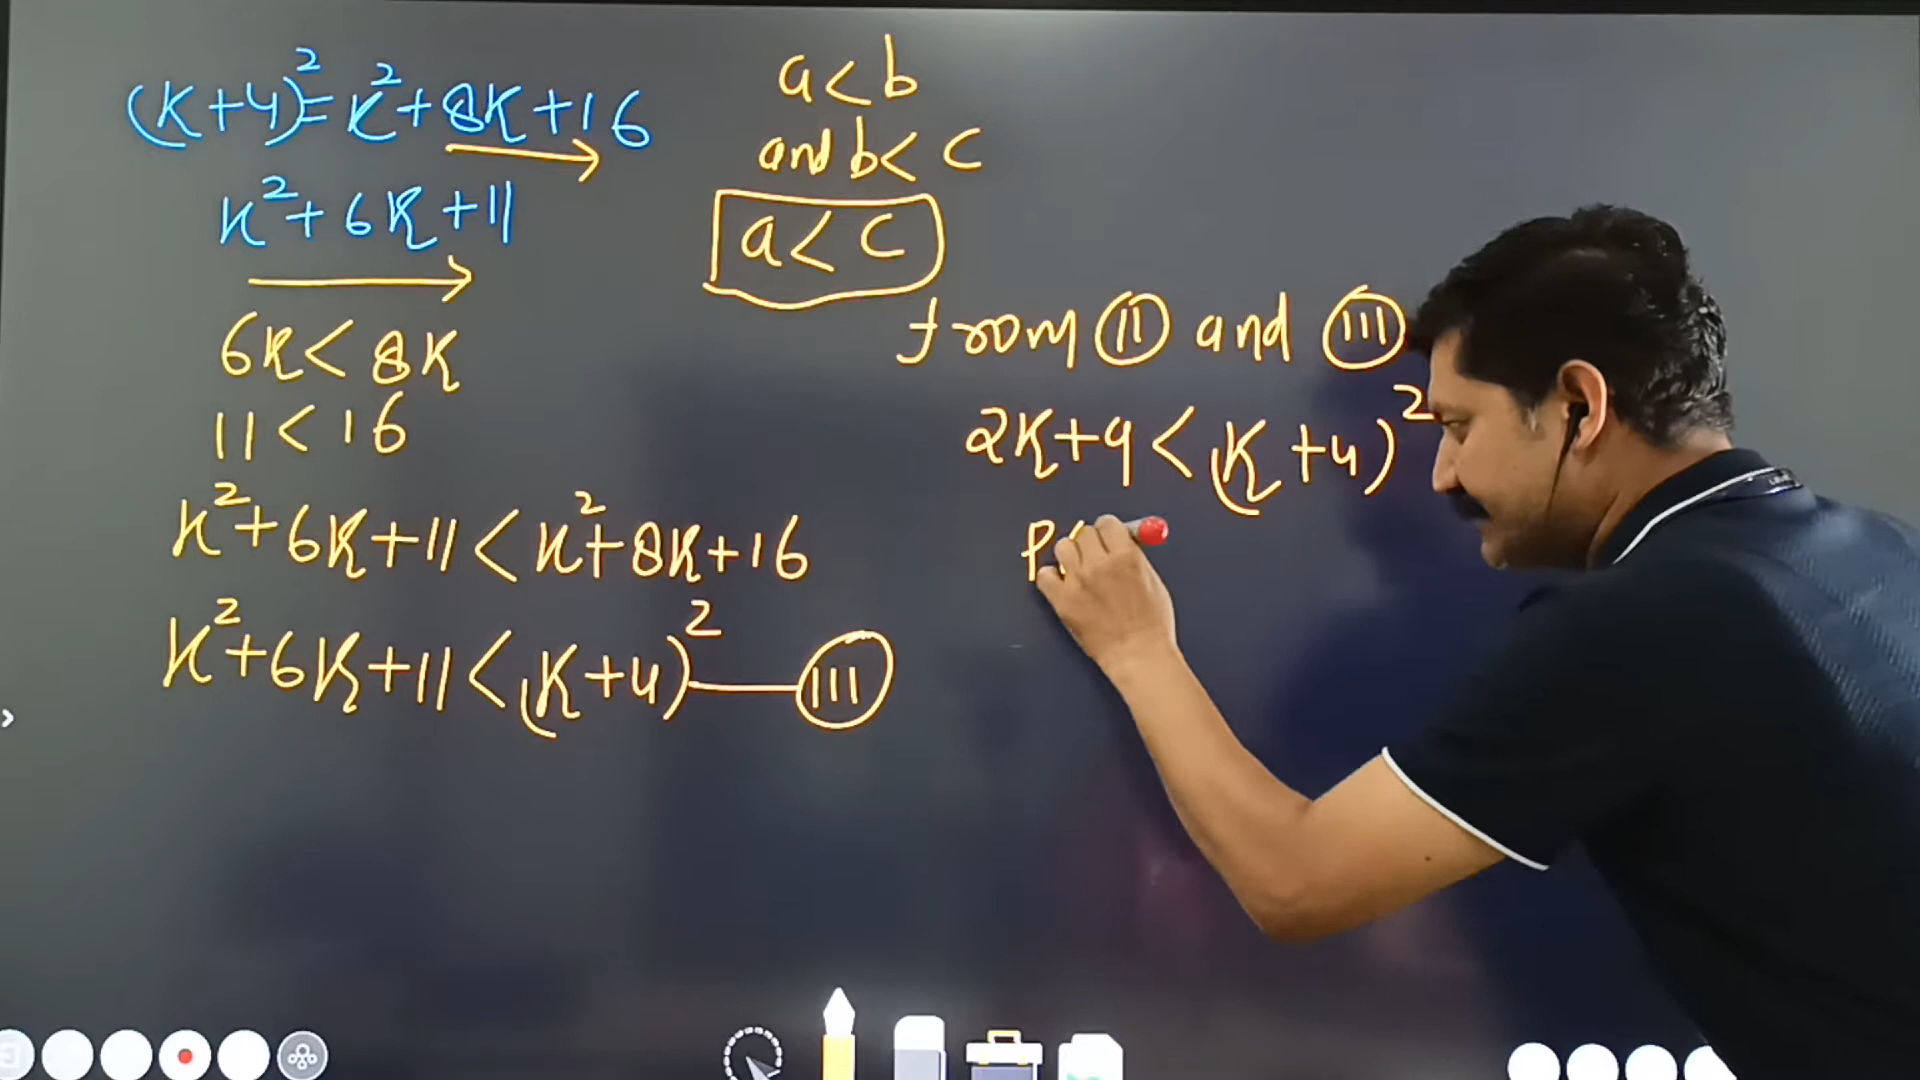 (K+4)²=K²+8K+16
K²+6K+11
6K<8K
11<16
K²+6K+11<K²+8K+16
K²+6K+11<(K+4)²—(III)
a<b
and b<c
a<c
from (II) and (III)
2K+9<(K+4)²
P(